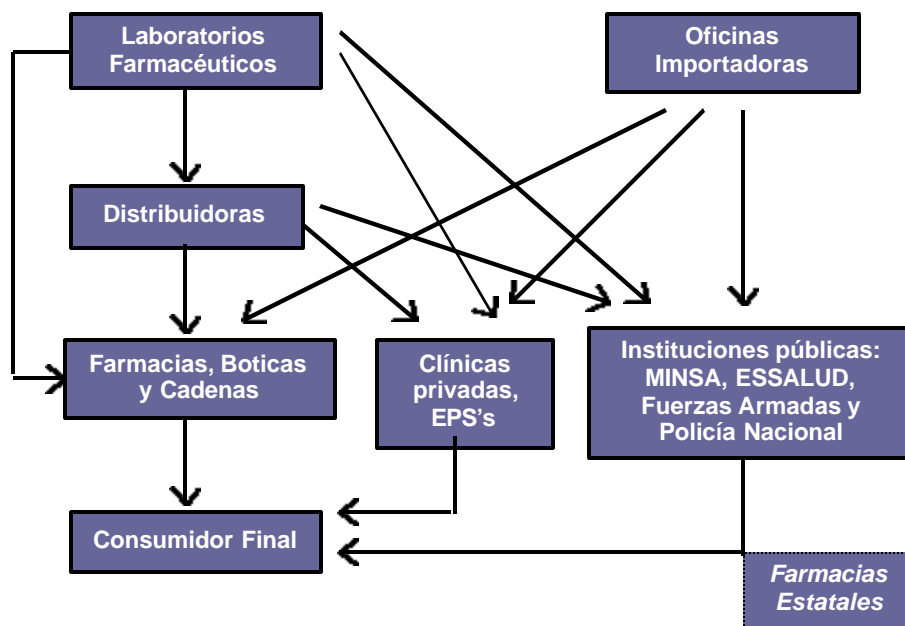 Laboratorios
Farmacéuticos
Oficinas
Importadoras
Distribuidoras
Farmacias, Boticas
y Cadenas
Clínicas
privadas,
EPS’s
Instituciones públicas:
MINSA, ESSALUD,
Fuerzas Armadas y
Policía Nacional
Consumidor Final
Farmacias
Estatales